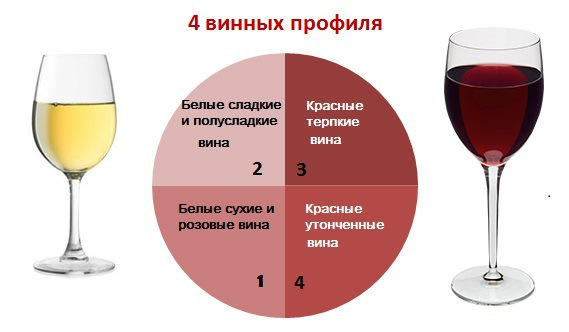 4 винных профиля
Белые сладкие
и полусладкие
вина
2
Красные
терпкие
вина
3
Белые сухие и
розовые вина
1
Красные
утонченные
вина
4